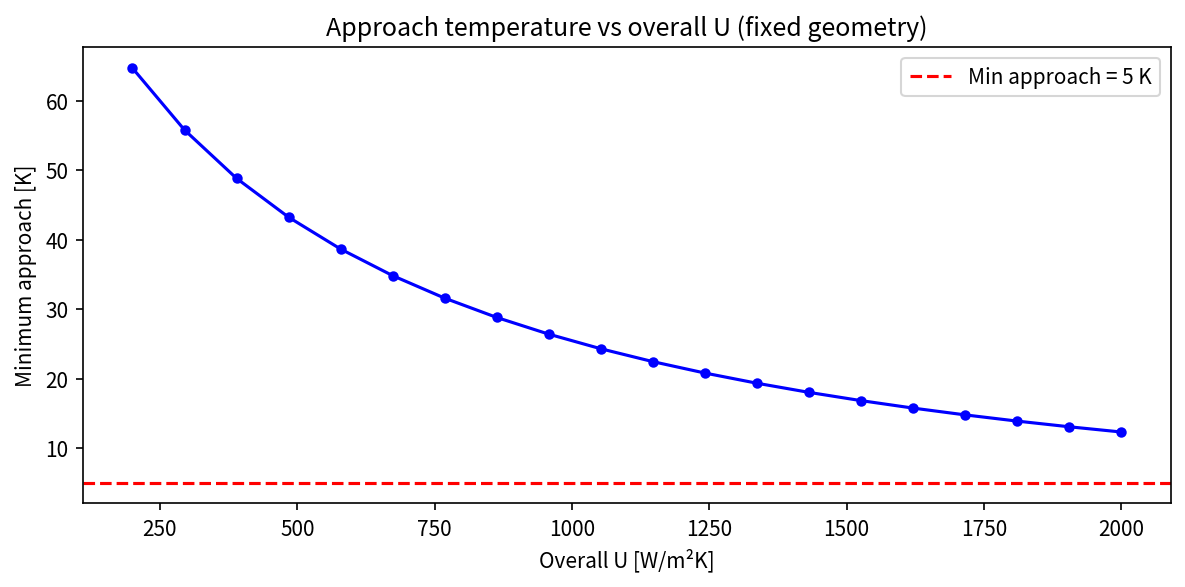 Approach temperature vs overall U (fixed geometry)
Min approach = 5 K
Minimum approach [K]
60
50
40
30
20
10
250 500 750 1000 1250 1500 1750 2000
Overall U [W/m²K]